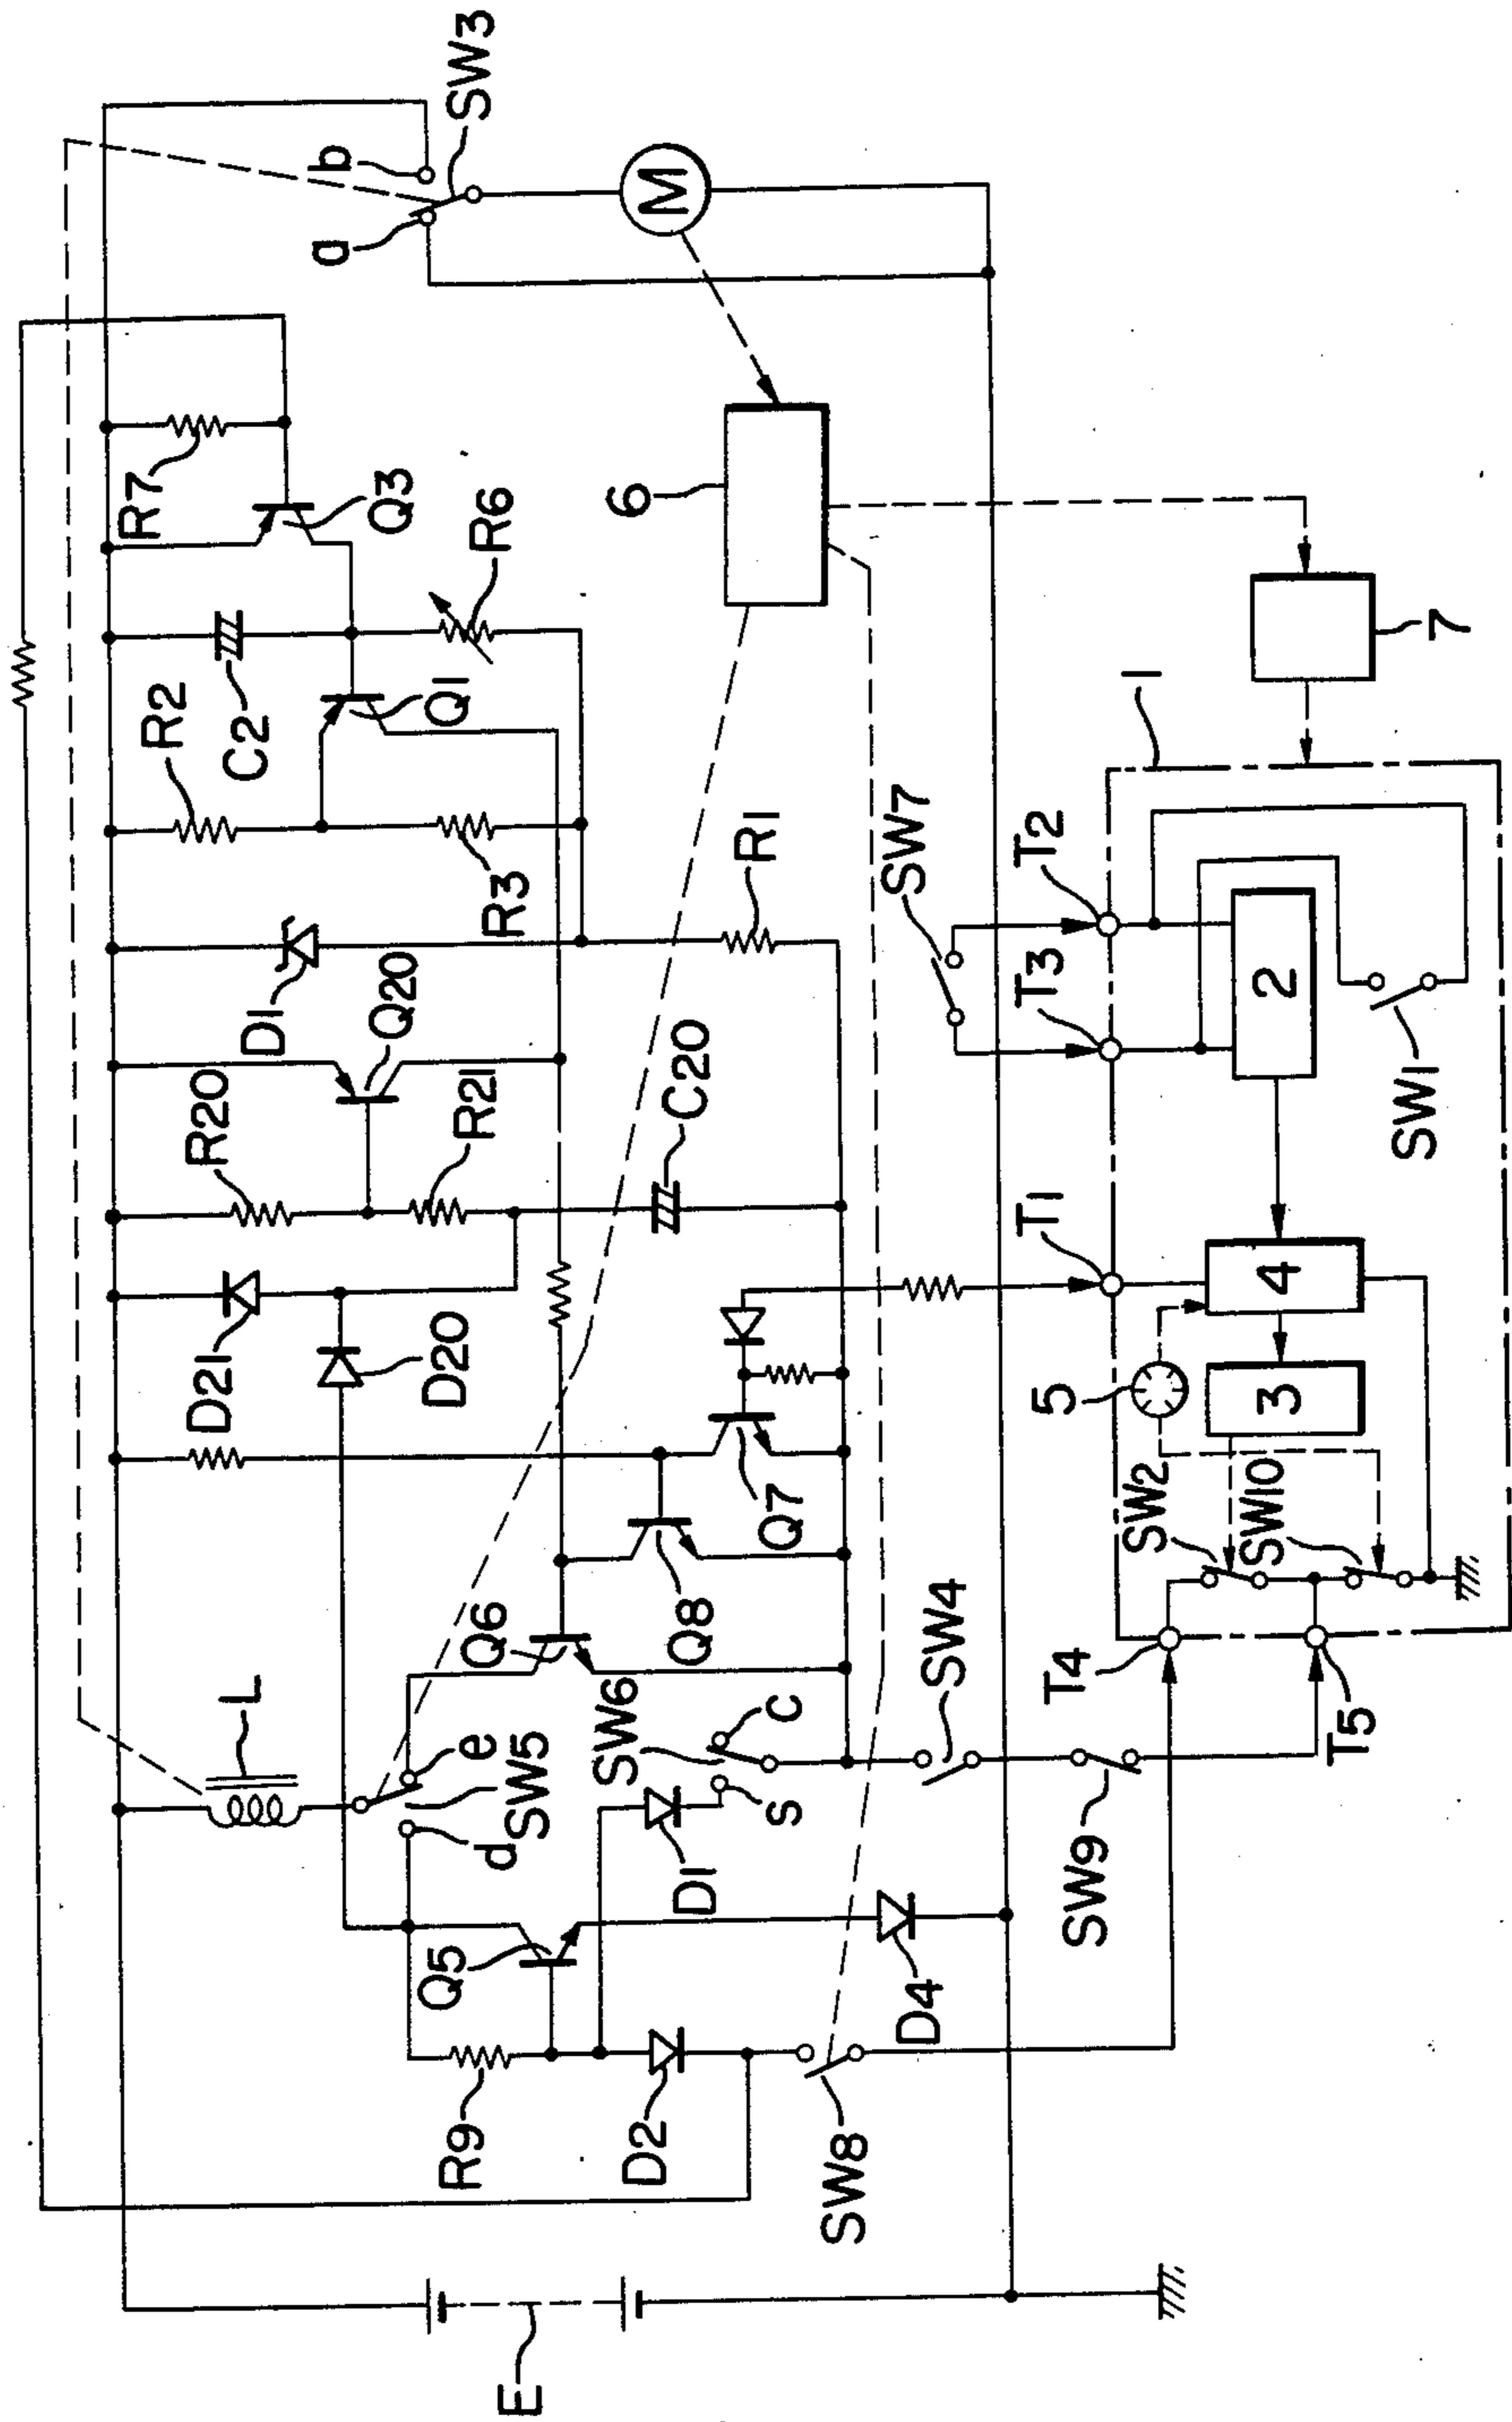 SW3
b
a
M
R7
Q3
R6
6
C2
R2
Q1
R3
R1
7
1
SW7
T2
T3
2
SW1
D1
Q20
R20
R21
C20
T1
4
5
3
D21
D20
Q7
SW2
SW10
Q8
Q6
SW6
C
SW4
T4
T5
L
e
SW5
d
S
D1
SW9
Q5
D4
R9
D2
SW8
E